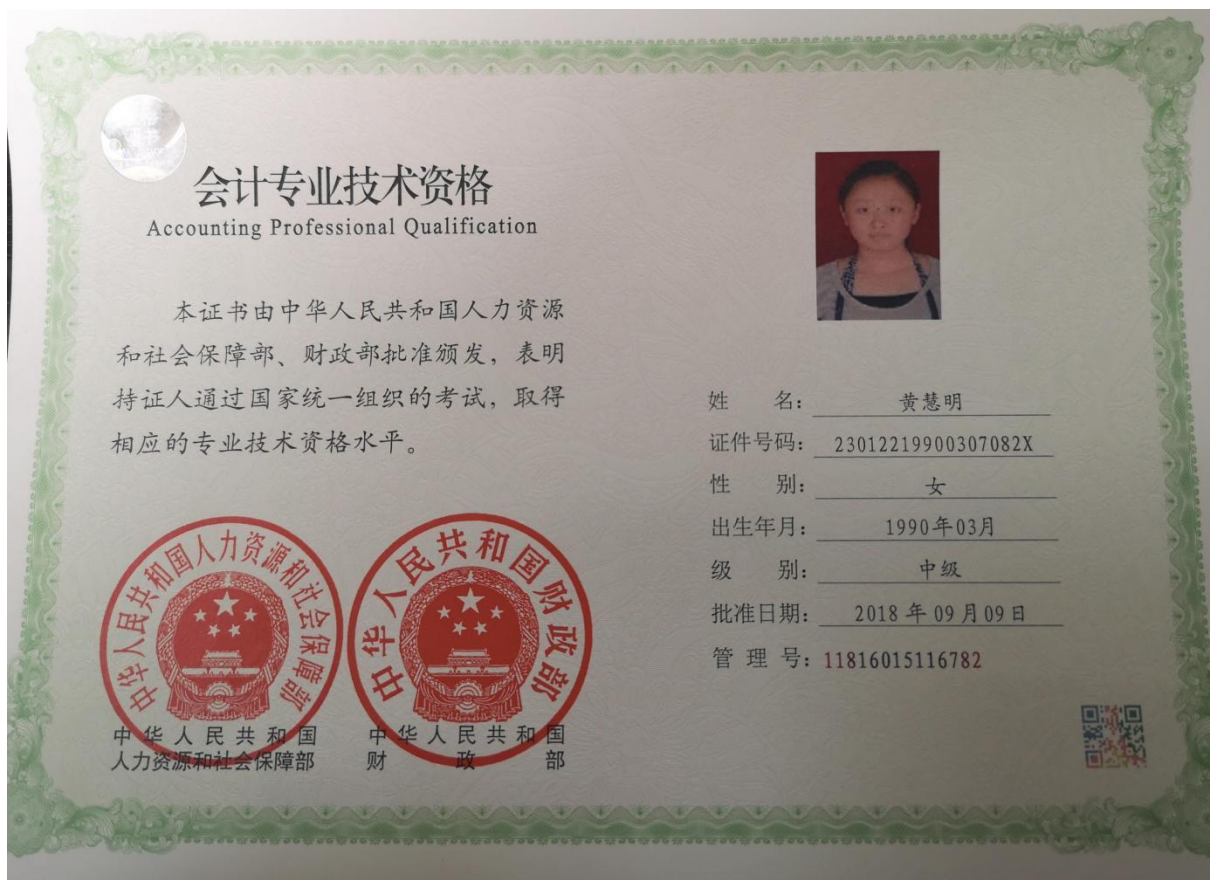 会计专业技术资格
Accounting Professional Qualification
本证书由中华人民共和国人力资源
和社会保障部、财政部批准颁发，表明
持证人通过国家统一组织的考试，取得
相应的专业技术资格水平。
中华人民共和国人力资源和社会保障部
中华人民共和国财政部
中华人民共和国
人力资源和社会保障部
中华人民共和国
财政部
姓名：黄慧明
证件号码：23012219900307082X
性别：女
出生年月：1990年03月
级别：中级
批准日期：2018年09月09日
管理号：11816015116782